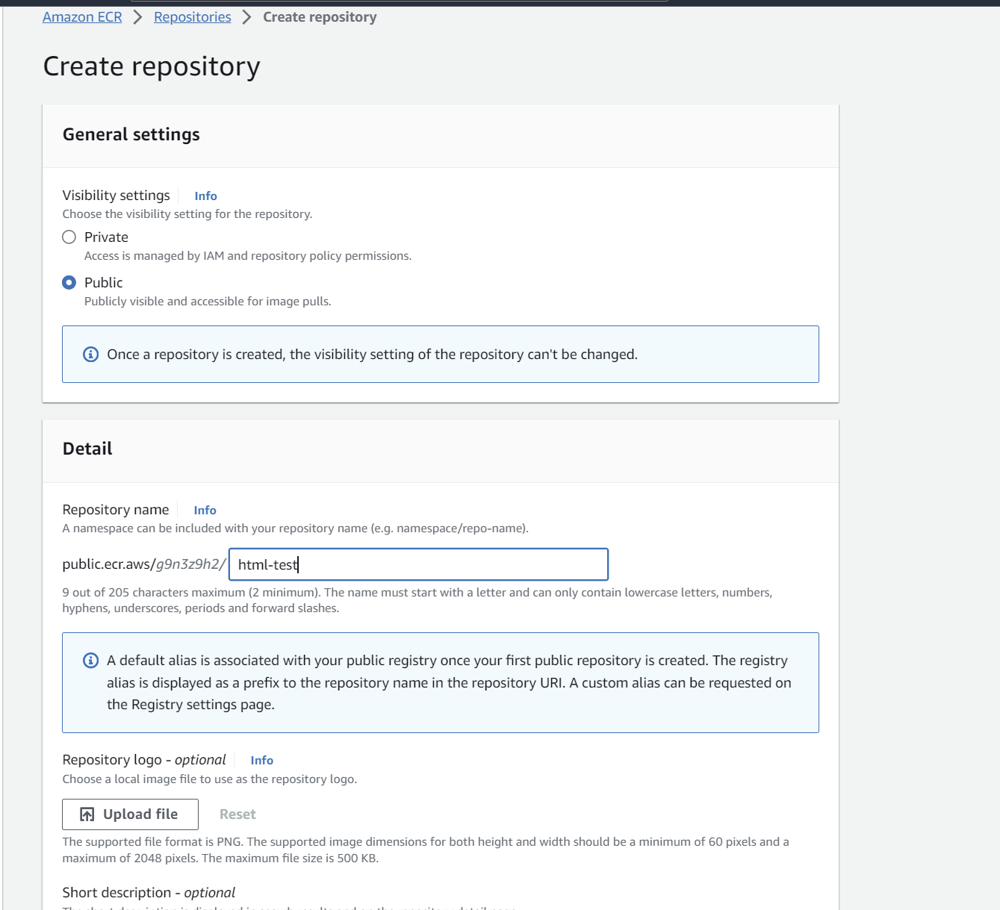 Amazon ECR > Repositories > Create repository
Create repository
General settings
Visibility settings Info
Choose the visibility setting for the repository.
Private
Access is managed by IAM and repository policy permissions.
Public
Publicly visible and accessible for image pulls.
Once a repository is created, the visibility setting of the repository can't be changed.
Detail
Repository name Info
A namespace can be included with your repository name (e.g. namespace/repo-name).
public.ecr.aws/g9n3z9h2/ html-test
9 out of 205 characters maximum (2 minimum). The name must start with a letter and can only contain lowercase letters, numbers,
hyphens, underscores, periods and forward slashes.
A default alias is associated with your public registry once your first public repository is created. The registry
alias is displayed as a prefix to the repository name in the repository URI. A custom alias can be requested on
the Registry settings page.
Repository logo - optional Info
Choose a local image file to use as the repository logo.
Upload file Reset
The supported file format is PNG. The supported image dimensions for both height and width should be a minimum of 60 pixels and a
maximum of 2048 pixels. The maximum file size is 500 KB.
Short description - optional